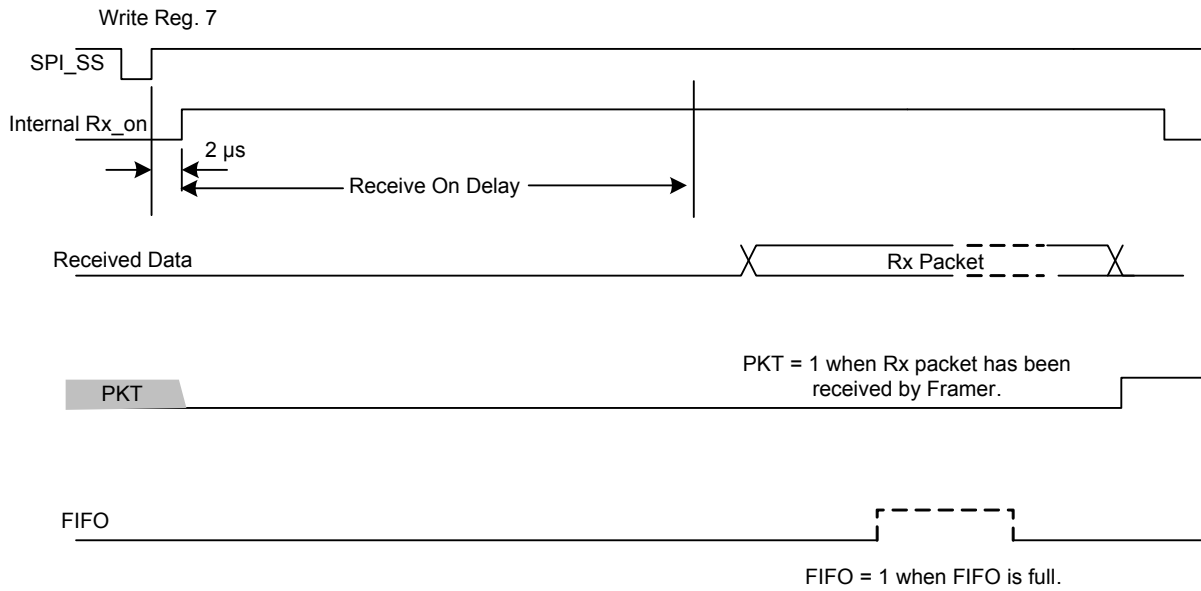 Write Reg. 7
SPI_SS
Internal Rx_on
2 µs
Receive On Delay
Received Data
Rx Packet
PKT = 1 when Rx packet has been
received by Framer.
PKT
FIFO
FIFO = 1 when FIFO is full.